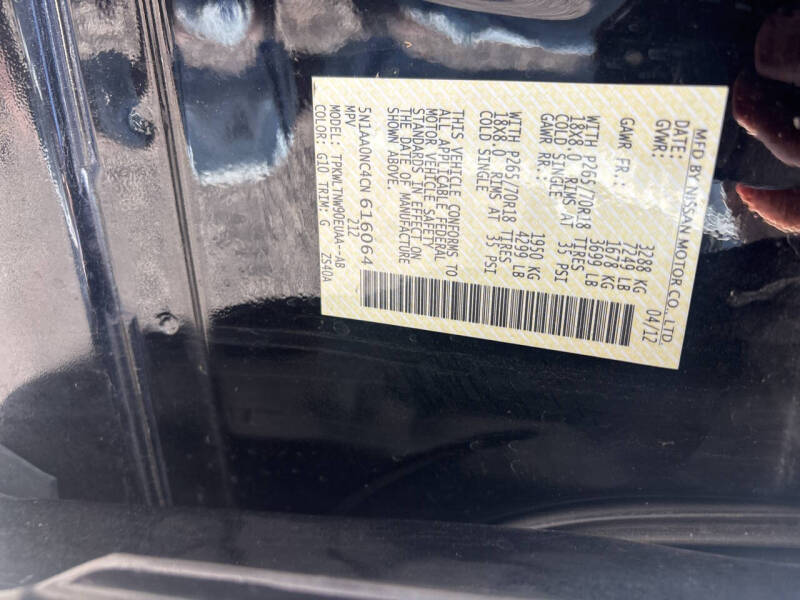 MFD BY NISSAN MOTOR CO., LTD.
DATE: 04/12
GVWR: 3288 KG
7249 LB
GAWR FR.: 1678 KG
3699 LB
WITH P265/70R18 TIRES
18X8.0 RIMS AT 35 PSI
COLD SINGLE
GAWR RR.: 1950 KG
4299 LB
WITH P265/70R18 TIRES
18X8.0 RIMS AT 35 PSI
COLD SINGLE
THIS VEHICLE CONFORMS TO
ALL APPLICABLE FEDERAL
MOTOR VEHICLE SAFETY
STANDARDS IN EFFECT ON
THE DATE OF MANUFACTURE
SHOWN ABOVE.
5N1AA0NC4CN 616064
MPV 212
MODEL: TPKWLTNW90EUAA--AB
COLOR: G10 TRIM: G ZS40A